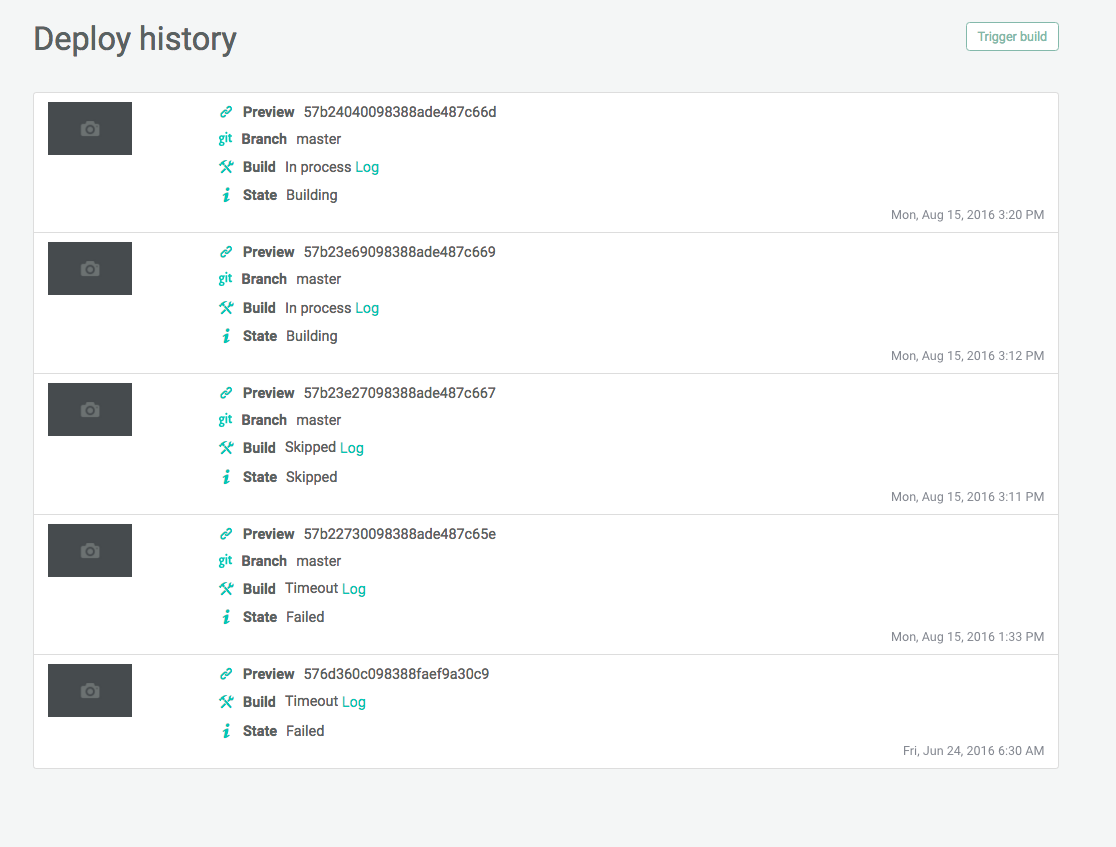 Deploy history
Trigger build
Preview 57b24040098388ade487c66d
git Branch master
Build In process Log
State Building
Mon, Aug 15, 2016 3:20 PM
Preview 57b23e69098388ade487c669
git Branch master
Build In process Log
State Building
Mon, Aug 15, 2016 3:12 PM
Preview 57b23e27098388ade487c667
git Branch master
Build Skipped Log
State Skipped
Mon, Aug 15, 2016 3:11 PM
Preview 57b22730098388ade487c65e
git Branch master
Build Timeout Log
State Failed
Mon, Aug 15, 2016 1:33 PM
Preview 576d360c098388faef9a30c9
Build Timeout Log
State Failed
Fri, Jun 24, 2016 6:30 AM